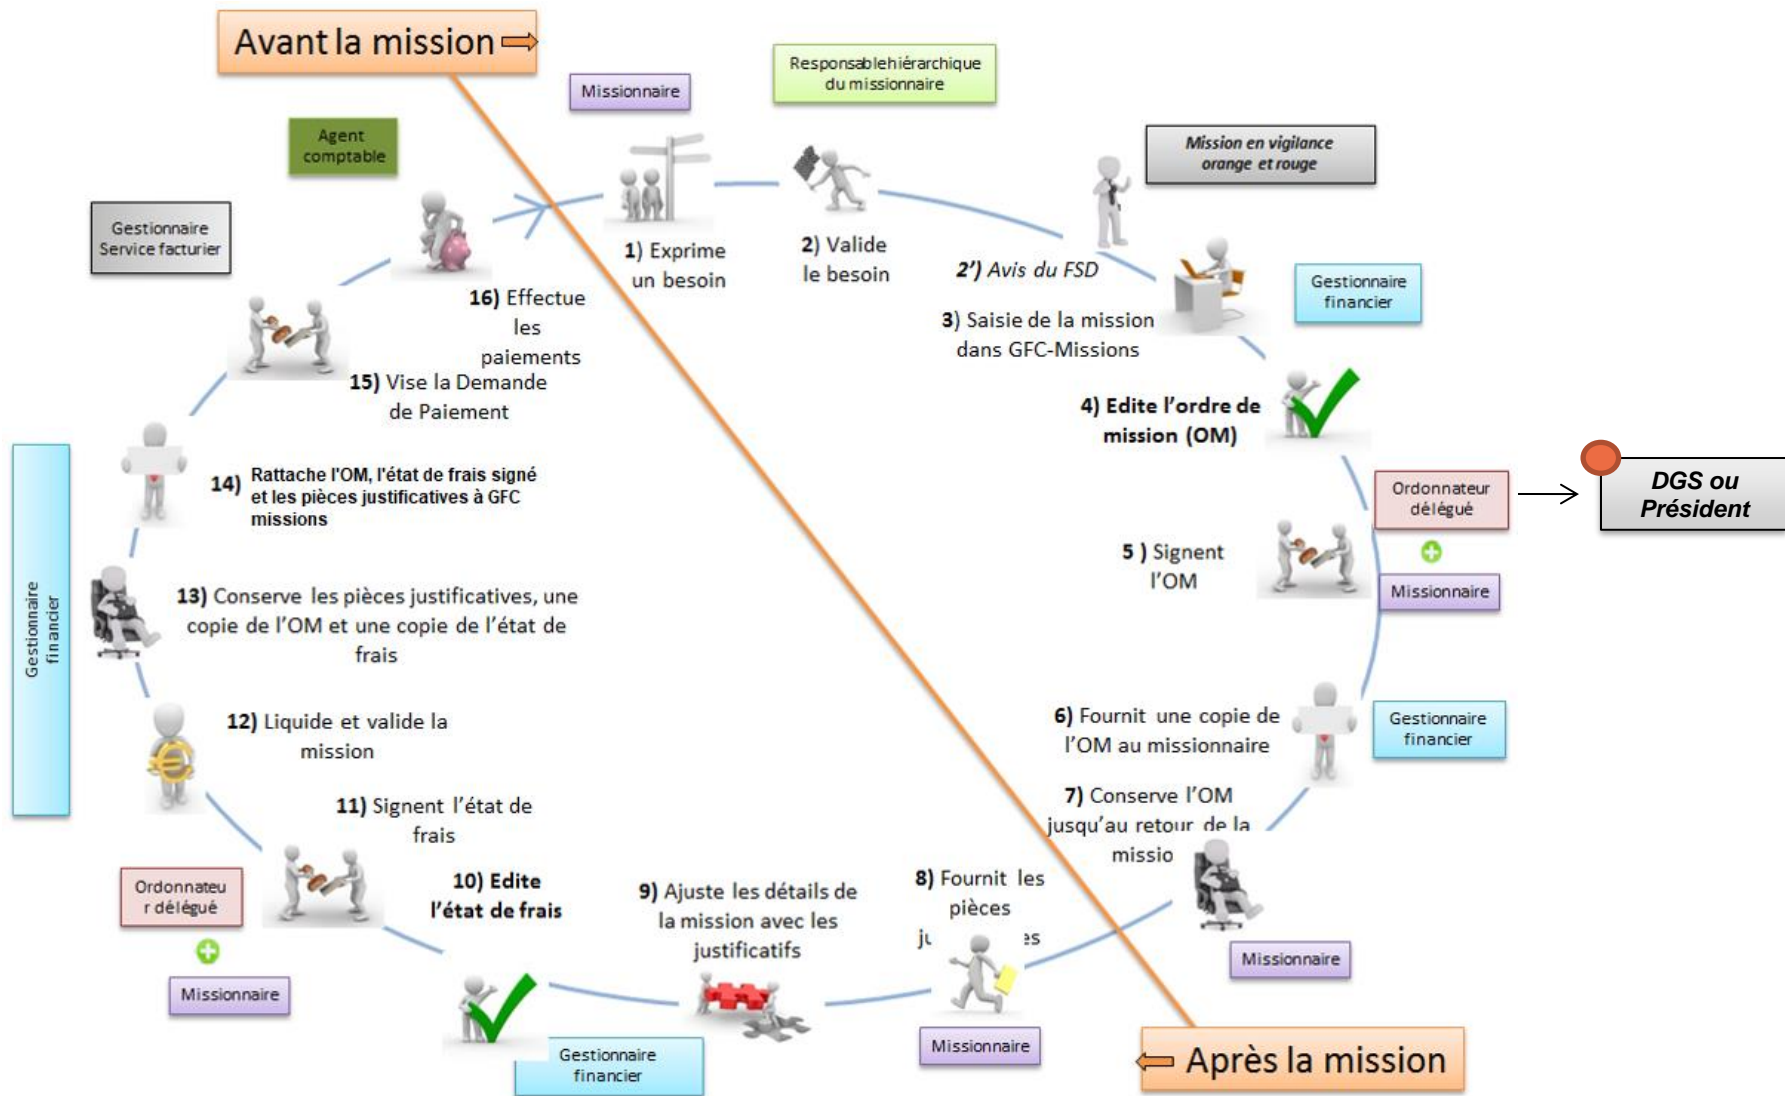 Avant la mission
Missionnaire
Responsablehiérarchique
du missionnaire
Agent
comptable
Mission en vigilance
orange et rouge
Gestionnaire
Service facturier
1) Exprime
un besoin
2) Valide
le besoin
2') Avis du FSD
Gestionnaire
financier
3) Saisie de la mission
dans GFC-Missions
16) Effectue
les
paiements
15) Vise la Demande
de Paiement
4) Edite l'ordre de
mission (OM)
Ordonnateur
délégué
DGS ou
Président
5 ) Signent
l'OM
Missionnaire
14) Rattache l'OM, l'état de frais signé
et les pièces justificatives à GFC
missions
Gestionnaire
financier
13) Conserve les pièces justificatives, une
copie de l'OM et une copie de l'état de
frais
6) Fournit une copie de
l'OM au missionnaire
Gestionnaire
financier
12) Liquide et valide la
mission
7) Conserve l'OM
jusqu'au retour de la
missio
11) Signent l'état de
frais
Ordonnateu
r délégué
Missionnaire
10) Edite
l'état de frais
9) Ajuste les détails de
la mission avec les
justificatifs
8) Fournit les
pièces
Missionnaire
Missionnaire
Gestionnaire
financier
Après la mission